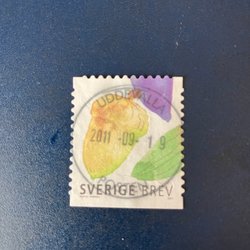 UDDEVALLA
2011-09-19
SVERIGE BREV